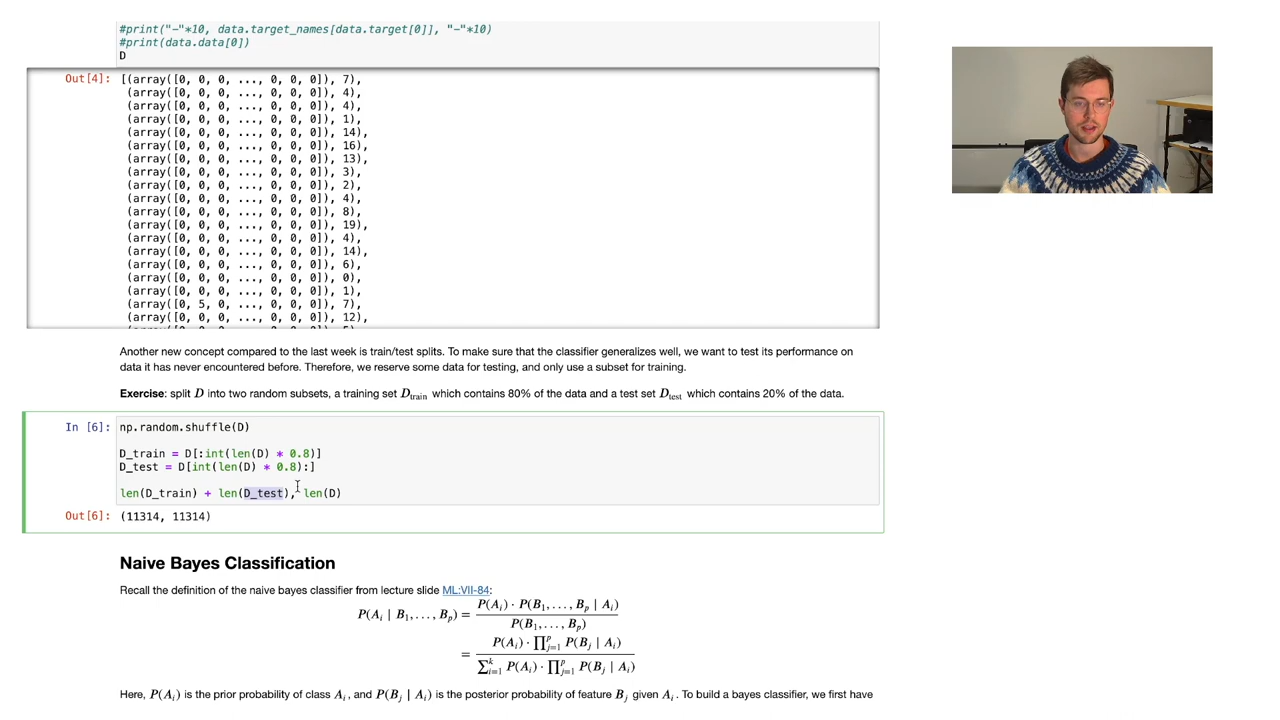 #print("-"*10, data.target_names[data.target[0]], "-"*10)
#print(data.data[0])
D
Out[4]: [(array([0, 0, 0, ..., 0, 0, 0]), 7),
(array([0, 0, 0, ..., 0, 0, 0]), 4),
(array([0, 0, 0, ..., 0, 0, 0]), 4),
(array([0, 0, 0, ..., 0, 0, 0]), 1),
(array([0, 0, 0, ..., 0, 0, 0]), 14),
(array([0, 0, 0, ..., 0, 0, 0]), 16),
(array([0, 0, 0, ..., 0, 0, 0]), 13),
(array([0, 0, 0, ..., 0, 0, 0]), 3),
(array([0, 0, 0, ..., 0, 0, 0]), 2),
(array([0, 0, 0, ..., 0, 0, 0]), 4),
(array([0, 0, 0, ..., 0, 0, 0]), 8),
(array([0, 0, 0, ..., 0, 0, 0]), 19),
(array([0, 0, 0, ..., 0, 0, 0]), 4),
(array([0, 0, 0, ..., 0, 0, 0]), 14),
(array([0, 0, 0, ..., 0, 0, 0]), 6),
(array([0, 0, 0, ..., 0, 0, 0]), 0),
(array([0, 0, 0, ..., 0, 0, 0]), 1),
(array([0, 5, 0, ..., 0, 0, 0]), 7),
(array([0, 0, 0, ..., 0, 0, 0]), 12),
Another new concept compared to the last week is train/test splits. To make sure that the classifier generalizes well, we want to test its performance on
data it has never encountered before. Therefore, we reserve some data for testing, and only use a subset for training.
Exercise: split D into two random subsets, a training set D_train which contains 80% of the data and a test set D_test which contains 20% of the data.
In [6]: np.random.shuffle(D)
D_train = D[:int(len(D) * 0.8)]
D_test = D[int(len(D) * 0.8):]
len(D_train) + len(D_test), len(D)
Out[6]: (11314, 11314)
Naive Bayes Classification
Recall the definition of the naive bayes classifier from lecture slide ML:VII-84:
P(A_i | B_1, . . . , B_p) = P(A_i) · P(B_1, . . . , B_p | A_i) / P(B_1, . . . , B_p)
= P(A_i) · ∏_{j=1}^p P(B_j | A_i) / ∑_{i=1}^k P(A_i) · ∏_{j=1}^p P(B_j | A_i)
Here, P(A_i) is the prior probability of class A_i, and P(B_j | A_i) is the posterior probability of feature B_j given A_i. To build a bayes classifier, we first have